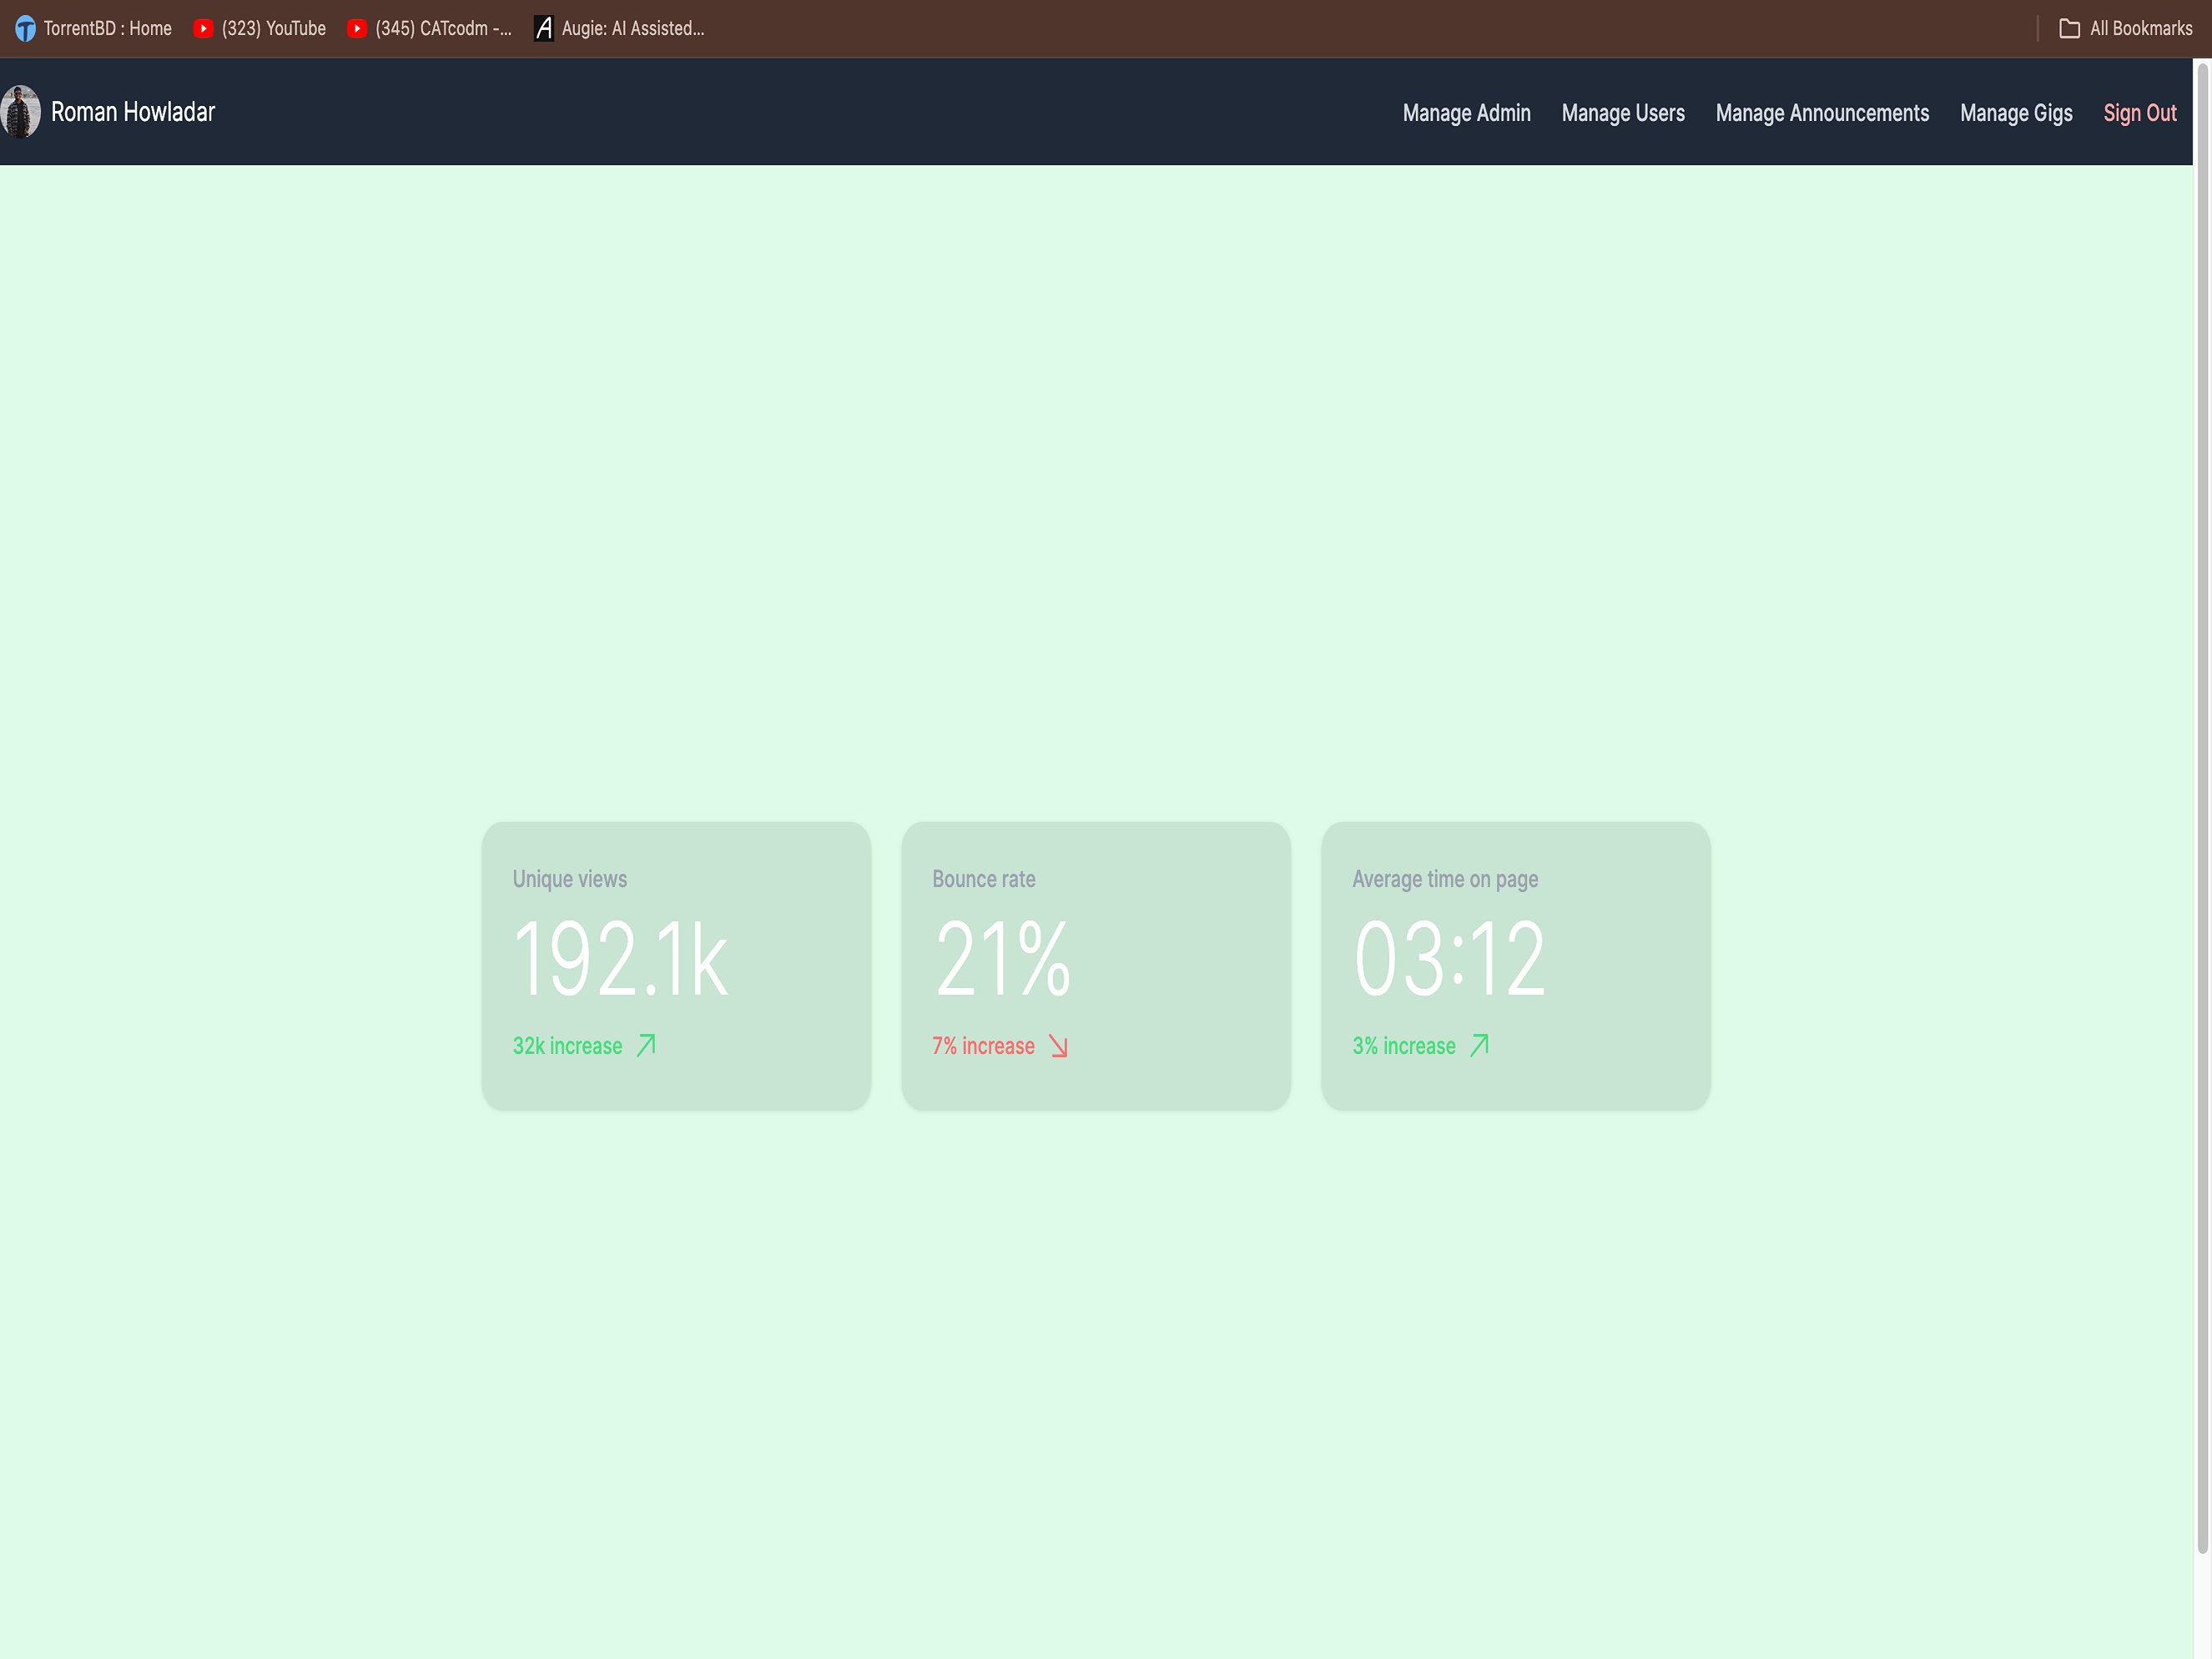 TorrentBD : Home (323) YouTube (345) CATcodm -... Augie: AI Assisted... All Bookmarks
Roman Howladar Manage Admin Manage Users Manage Announcements Manage Gigs Sign Out
Unique views
192.1k
32k increase
Bounce rate
21%
7% increase
Average time on page
03:12
3% increase